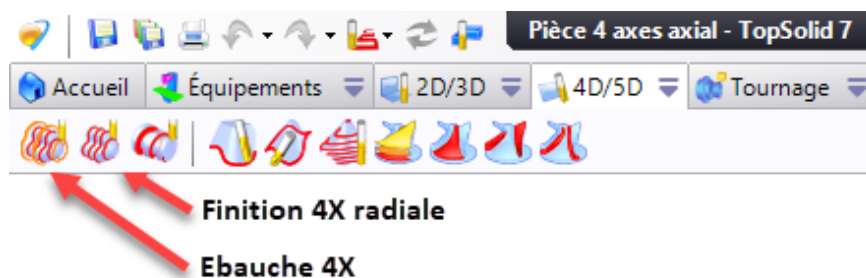 Pièce 4 axes axial - TopSolid 7
Accueil Équipements 2D/3D 4D/5D Tournage
Finition 4X radiale
Ebauche 4X